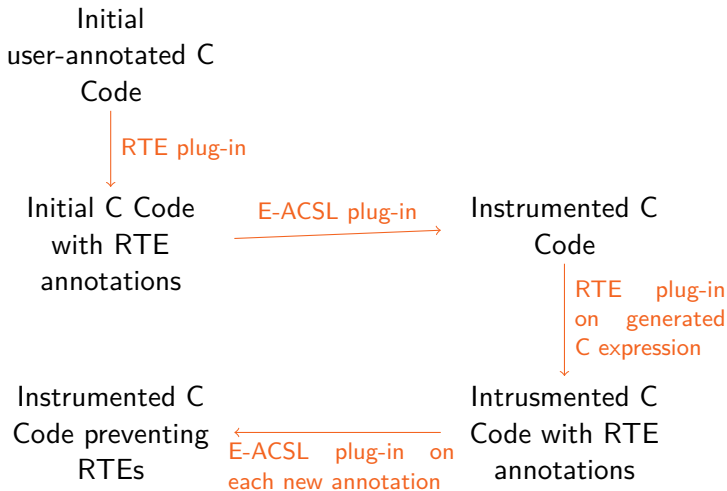 Initial
user-annotated C
Code
RTE plug-in
Initial C Code
with RTE
annotations
E-ACSL plug-in
Instrumented C
Code
RTE plug-in
on generated
C expression
Intrusmented C
Code with RTE
annotations
E-ACSL plug-in on
each new annotation
Instrumented C
Code preventing
RTEs